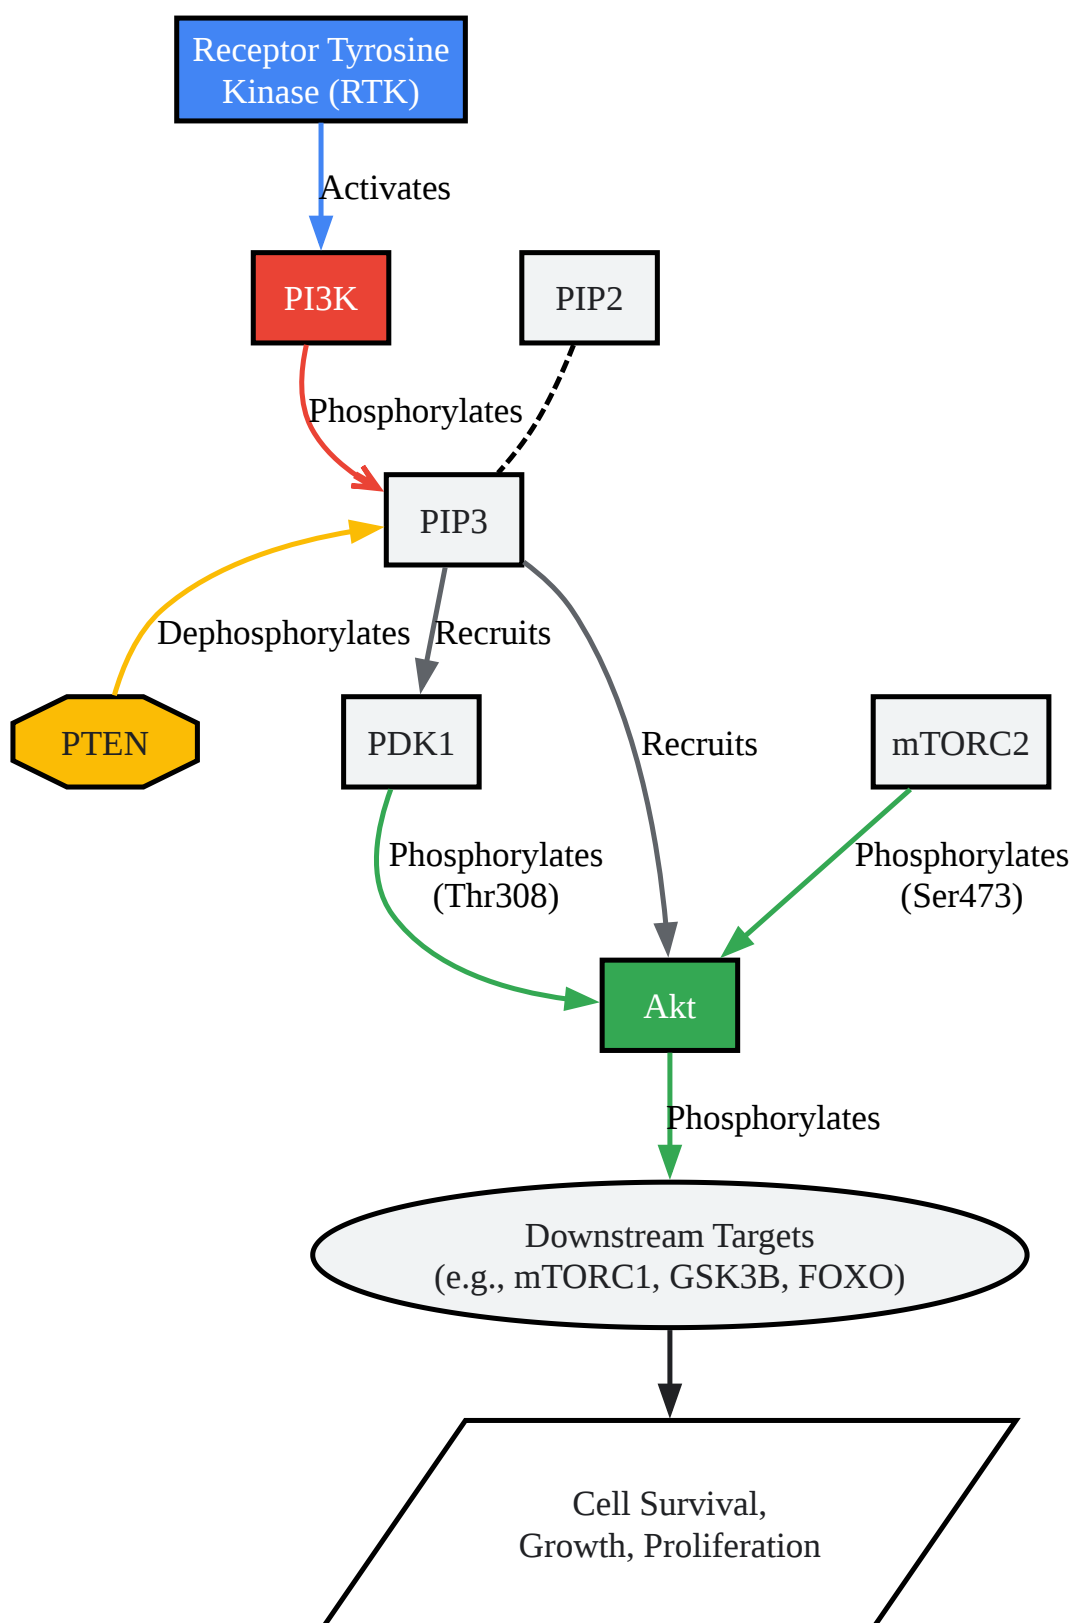 Receptor Tyrosine
Kinase (RTK)
Activates
PI3K
PIP2
Phosphorylates
PIP3
Dephosphorylates
Recruits
PTEN
PDK1
Recruits
mTORC2
Phosphorylates
(Thr308)
Phosphorylates
(Ser473)
Akt
Phosphorylates
Downstream Targets
(e.g., mTORC1, GSK3B, FOXO)
Cell Survival,
Growth, Proliferation